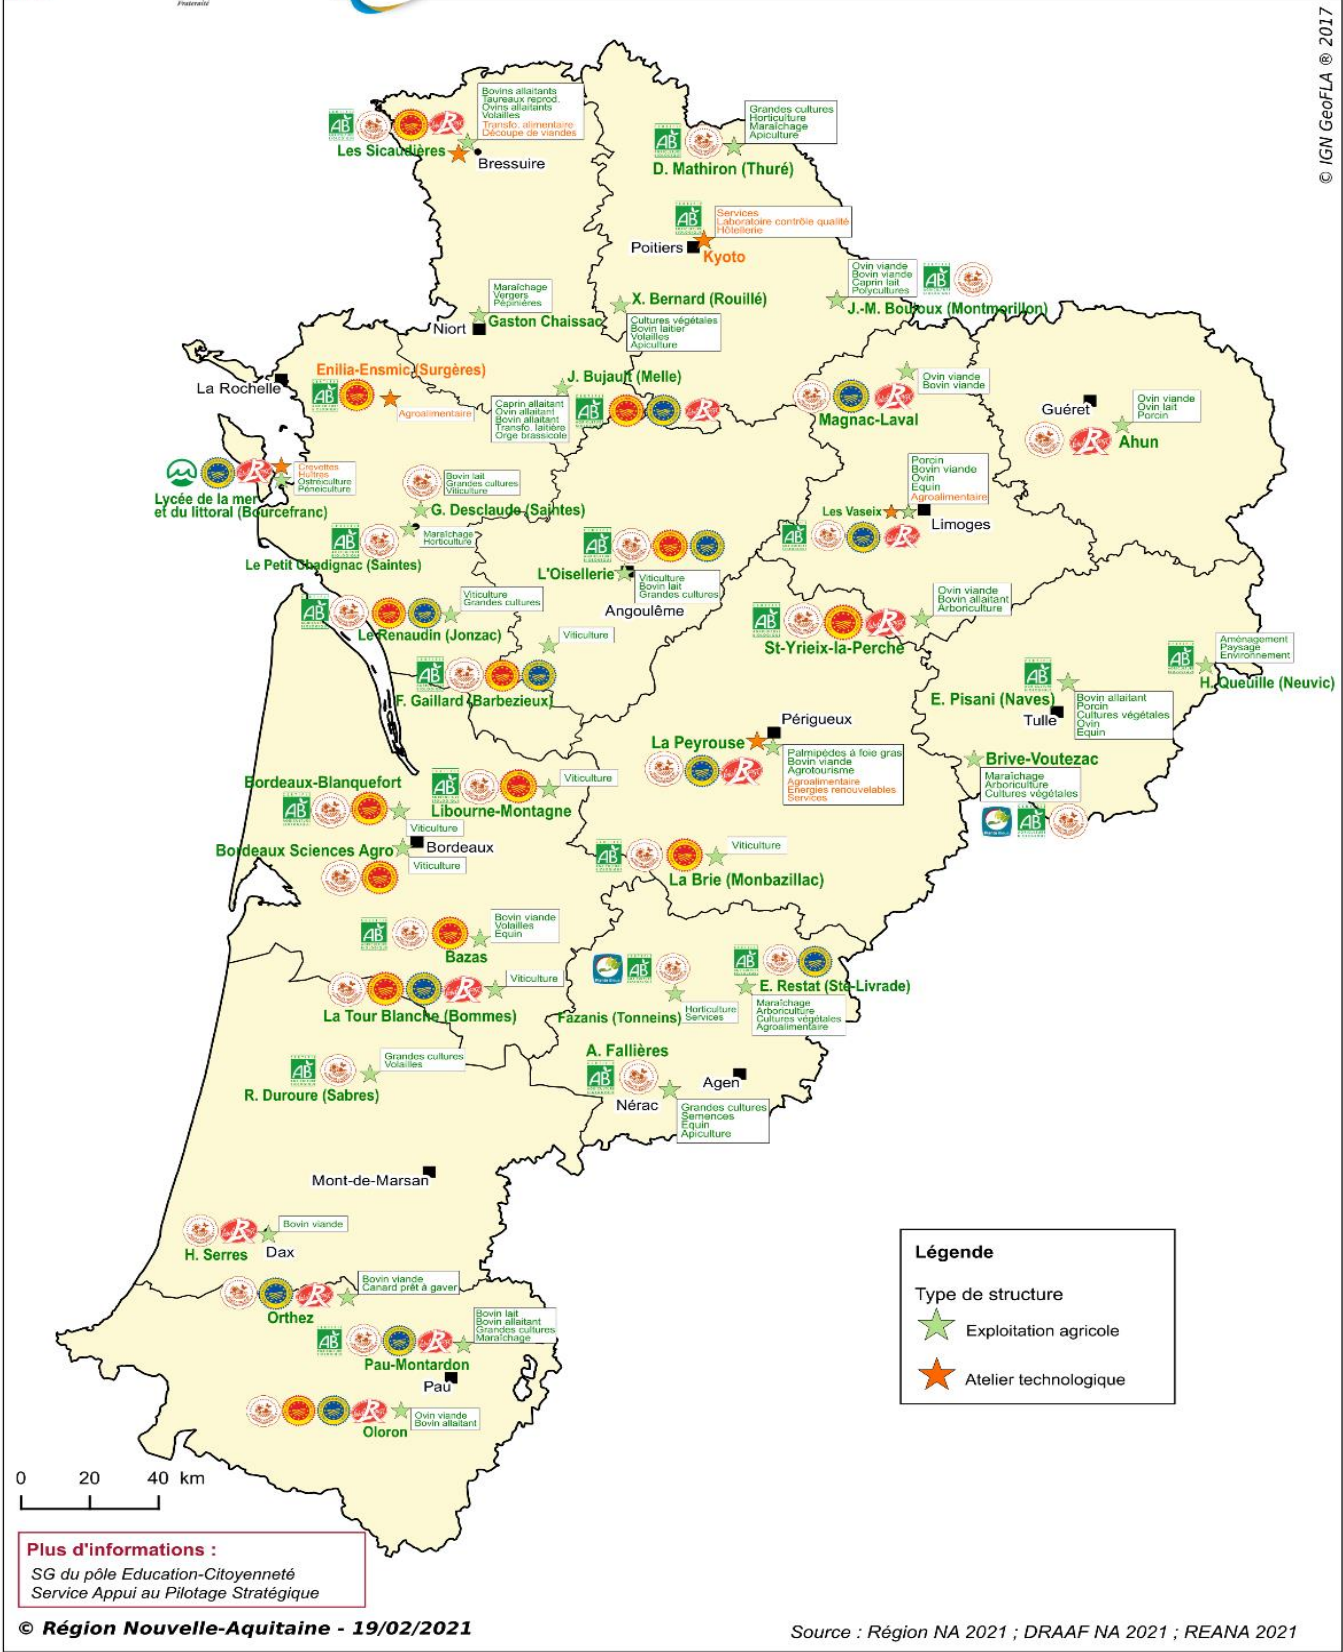 Fraternité
© IGN GeoFLA ® 2017
Bovins allaitants
Taureaux reprod.
Ovins allaitants
Volailles
Transfo. alimentaire
Découpe de viandes
Les Sicaudières
Bressuire
Grandes cultures
Horticulture
Maraîchage
Apiculture
D. Mathiron (Thuré)
Services
Laboratoire contrôle qualité
Hôtellerie
Poitiers
Kyoto
Ovin viande
Bovin viande
Caprin lait
Polycultures
J.-M. Bouloux (Montmorillon)
Maraîchage
Vergers
Pépinières
Niort
Gaston Chaissac
X. Bernard (Rouillé)
Cultures végétales
Bovin laitier
Volailles
Apiculture
La Rochelle
Enilia-Ensmic (Surgères)
Agroalimentaire
J. Bujault (Melle)
Caprin allaitant
Ovin allaitant
Bovin allaitant
Transfo. laitière
Orge brassicole
Ovin viande
Bovin viande
Magnac-Laval
Guéret
Ovin viande
Ovin lait
Porcin
Ahun
Crevettes
Huîtres
Ostréiculture
Pénéiculture
Lycée de la mer
et du littoral (Bourcefranc)
Bovin lait
Grandes cultures
Viticulture
G. Desclaude (Saintes)
Maraîchage
Horticulture
Le Petit Chadignac (Saintes)
Porcin
Bovin viande
Ovin
Equin
Agroalimentaire
Les Vaseix
Limoges
L'Oisellerie
Viticulture
Bovin lait
Grandes cultures
Angoulême
Viticulture
Grandes cultures
Le Renaudin (Jonzac)
Viticulture
F. Gaillard (Barbezieux)
Ovin viande
Bovin allaitant
Arboriculture
St-Yrieix-la-Perche
Aménagement
Paysage
Environnement
H. Queuille (Neuvic)
E. Pisani (Naves)
Tulle
Bovin allaitant
Porcin
Cultures végétales
Ovin
Equin
Périgueux
La Peyrouse
Palmipèdes à foie gras
Bovin viande
Agrotourisme
Agroalimentaire
Energies renouvelables
Services
Brive-Voutezac
Maraîchage
Arboriculture
Cultures végétales
Bordeaux-Blanquefort
Viticulture
Viticulture
Libourne-Montagne
Bordeaux Sciences Agro
Bordeaux
Viticulture
Viticulture
La Brie (Monbazillac)
Bovin viande
Volailles
Equin
Bazas
Viticulture
La Tour Blanche (Bommes)
Fazanis (Tonneins)
Horticulture
Services
E. Restat (Ste-Livrade)
Maraîchage
Arboriculture
Cultures végétales
Agroalimentaire
Grandes cultures
Volailles
R. Duroure (Sabres)
A. Fallières
Agen
Nérac
Grandes cultures
Semences
Equin
Apiculture
Mont-de-Marsan
Bovin viande
H. Serres
Dax
Bovin viande
Canard prêt à gaver
Orthez
Bovin lait
Bovin allaitant
Grandes cultures
Maraîchage
Pau-Montardon
Pau
Ovin viande
Bovin allaitant
Oloron
Légende
Type de structure
Exploitation agricole
Atelier technologique
0 20 40 km
Plus d'informations :
SG du pôle Education-Citoyenneté
Service Appui au Pilotage Stratégique
© Région Nouvelle-Aquitaine - 19/02/2021
Source : Région NA 2021 ; DRAAF NA 2021 ; REANA 2021